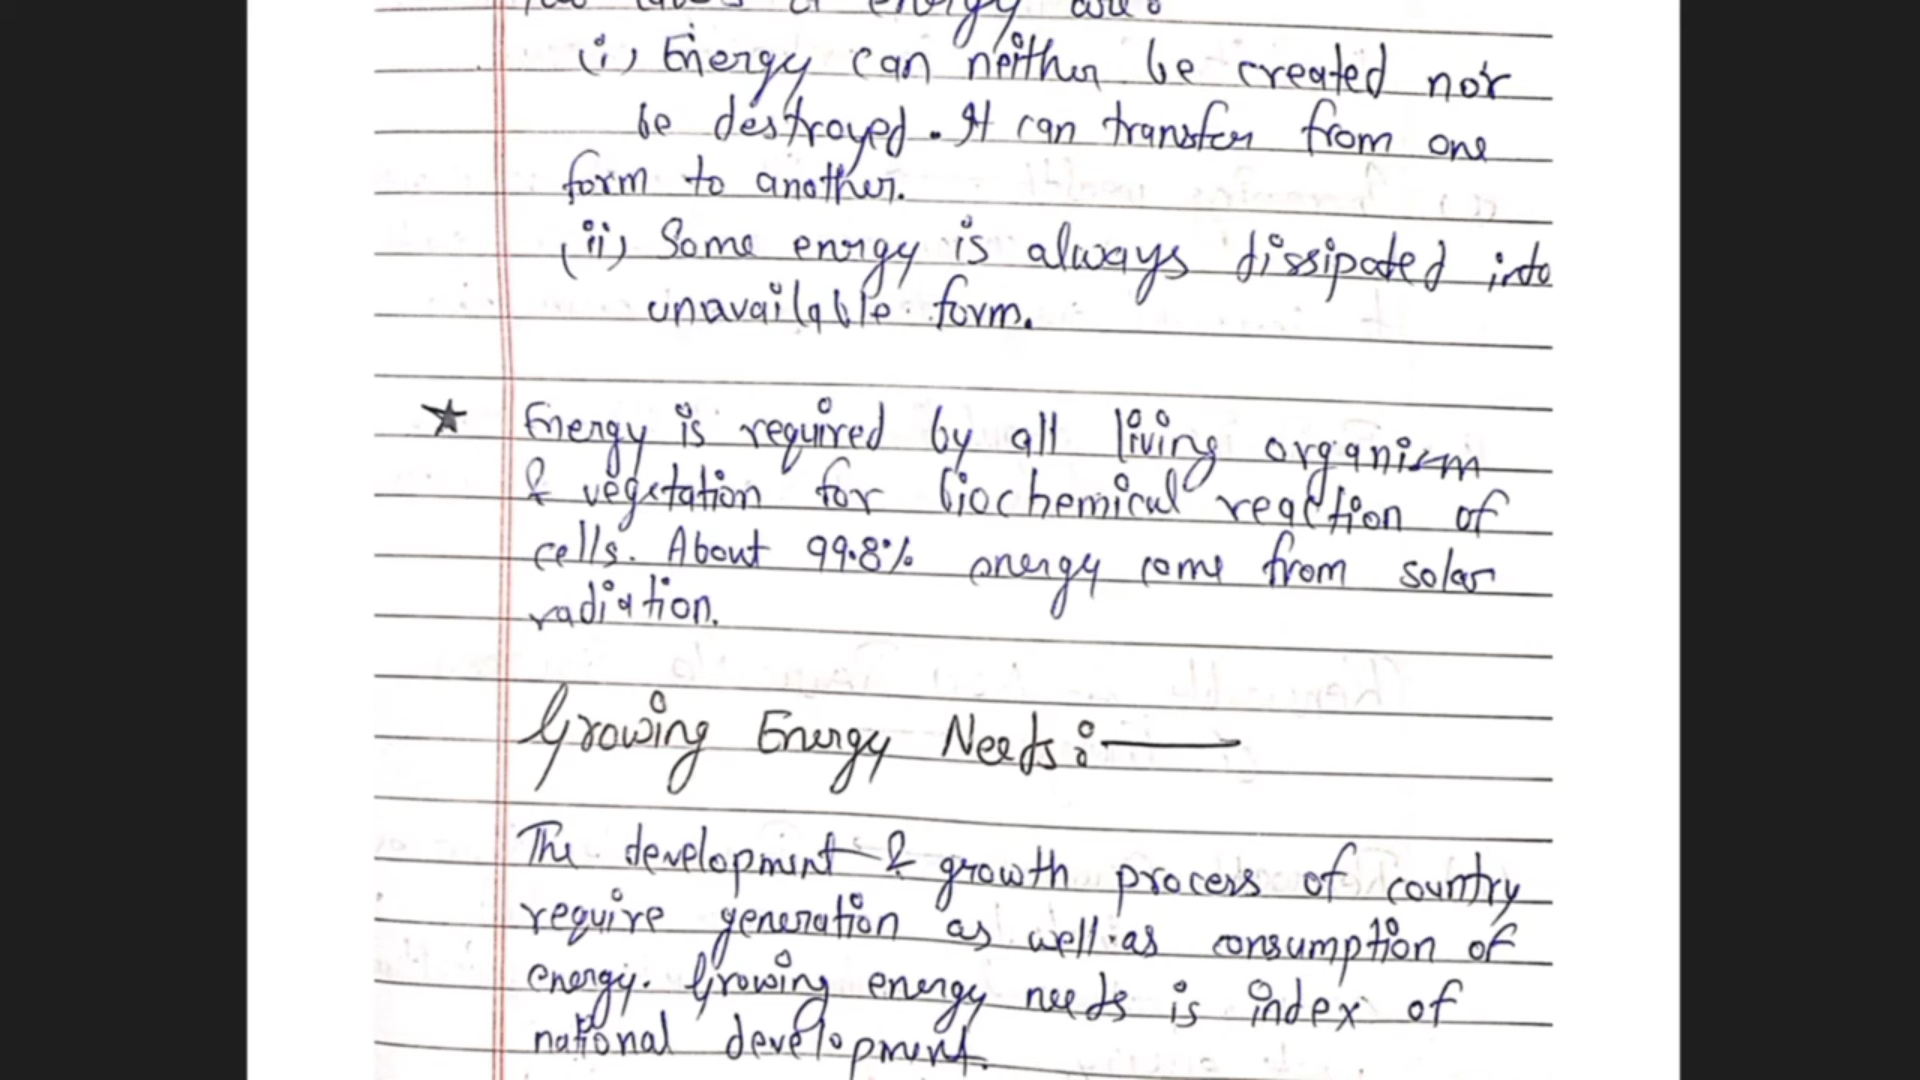 energy are:
(i) Energy can neither be created nor
be destroyed. It can transfer from one
form to another.
(ii) Some energy is always dissipated into
unavailable form.
★ Energy is required by all living organism
& vegetation for biochemical reaction of
cells. About 99.8% energy come from solar
radiation.
Growing Energy Needs:—
The development & growth process of country
require generation as well as consumption of
energy. Growing energy needs is index of
national development.